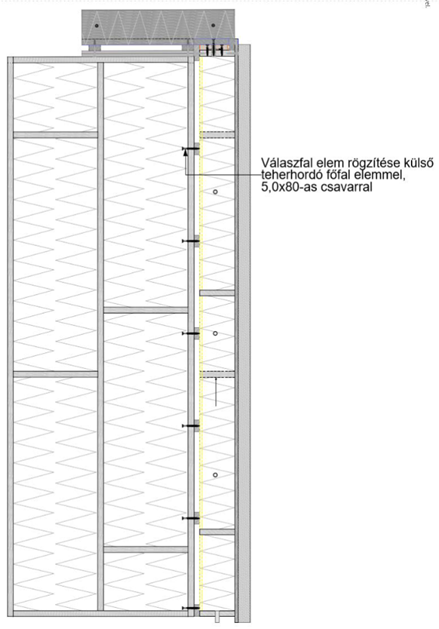 Válaszfal elem rögzítése külső
teherhordó főfal elemmel,
5,0x80-as csavarral